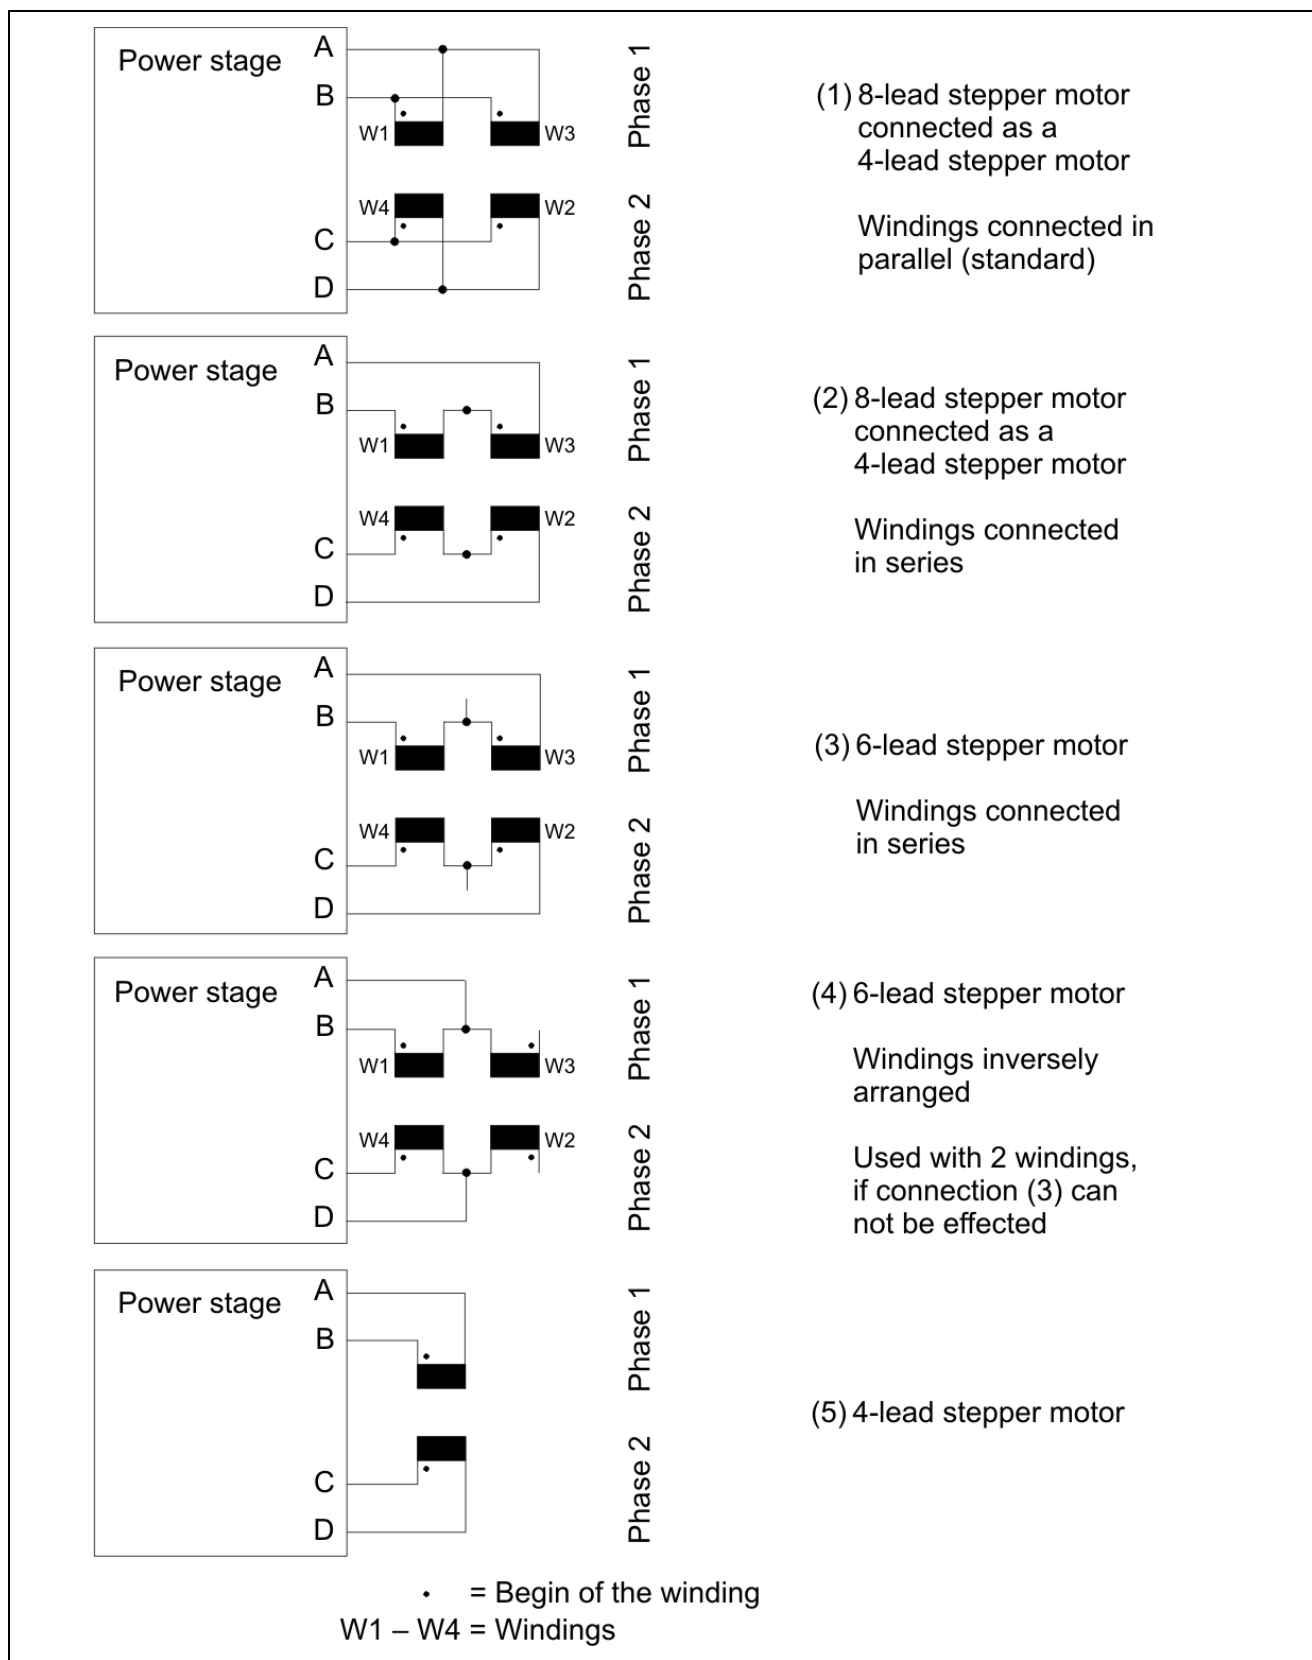 Power stage
A
B
C
D
W1
W3
W4
W2
Phase 1
Phase 2
(1) 8-lead stepper motor
connected as a
4-lead stepper motor
Windings connected in
parallel (standard)
Power stage
A
B
C
D
W1
W3
W4
W2
Phase 1
Phase 2
(2) 8-lead stepper motor
connected as a
4-lead stepper motor
Windings connected
in series
Power stage
A
B
C
D
W1
W3
W4
W2
Phase 1
Phase 2
(3) 6-lead stepper motor
Windings connected
in series
Power stage
A
B
C
D
W1
W3
W4
W2
Phase 1
Phase 2
(4) 6-lead stepper motor
Windings inversely
arranged
Used with 2 windings,
if connection (3) can
not be effected
Power stage
A
B
C
D
Phase 1
Phase 2
(5) 4-lead stepper motor
• = Begin of the winding
W1 – W4 = Windings